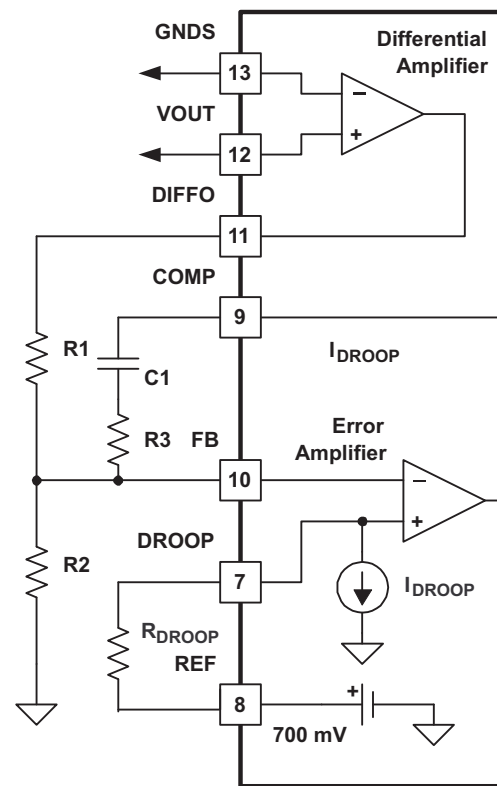 GNDS
Differential
Amplifier
13
VOUT
−
+
12
DIFFO
11
COMP
9
R1
C1
IDROOP
R3
FB
Error
Amplifier
10
−
+
DROOP
R2
7
IDROOP
RDROOP
REF
8
+
700 mV